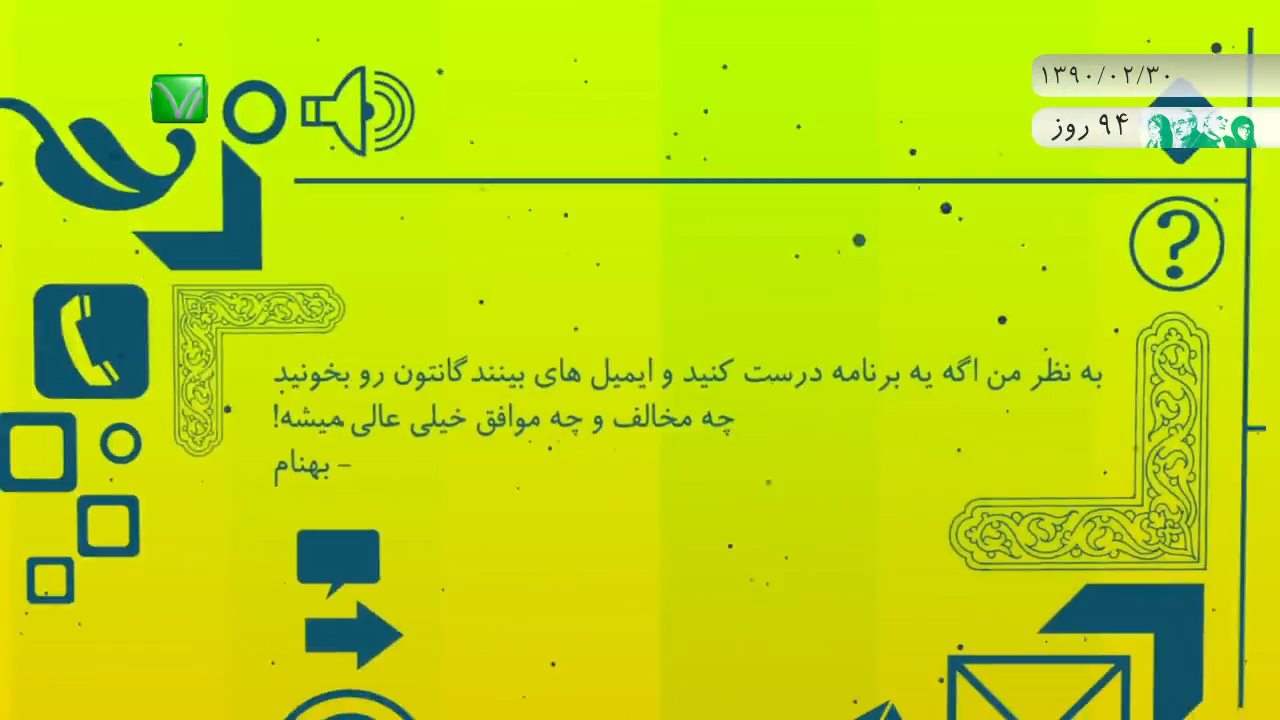 ۱۳۹۰/۰۲/۳۰
۹۴ روز
به نظر من اگه یه برنامه درست کنید و ایمیل های بینندگانتون رو بخونید
چه مخالف و چه موافق خیلی عالی میشه!
– بهنام